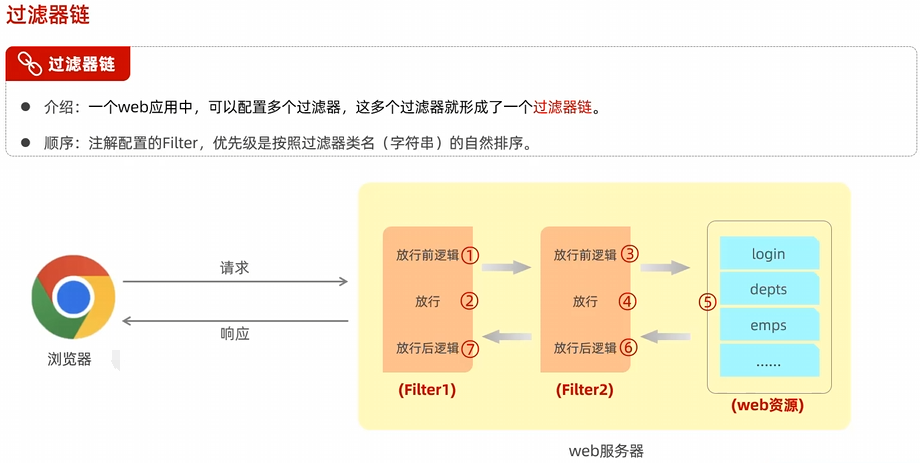 过滤器链
过滤器链
介绍：一个web应用中，可以配置多个过滤器，这多个过滤器就形成了一个过滤器链。
顺序：注解配置的Filter，优先级是按照过滤器类名（字符串）的自然排序。
请求
响应
浏览器
放行前逻辑 ①
放行 ②
放行后逻辑 ⑦
(Filter1)
放行前逻辑 ③
放行 ④
放行后逻辑 ⑥
(Filter2)
⑤
login
depts
emps
......
(web资源)
web服务器